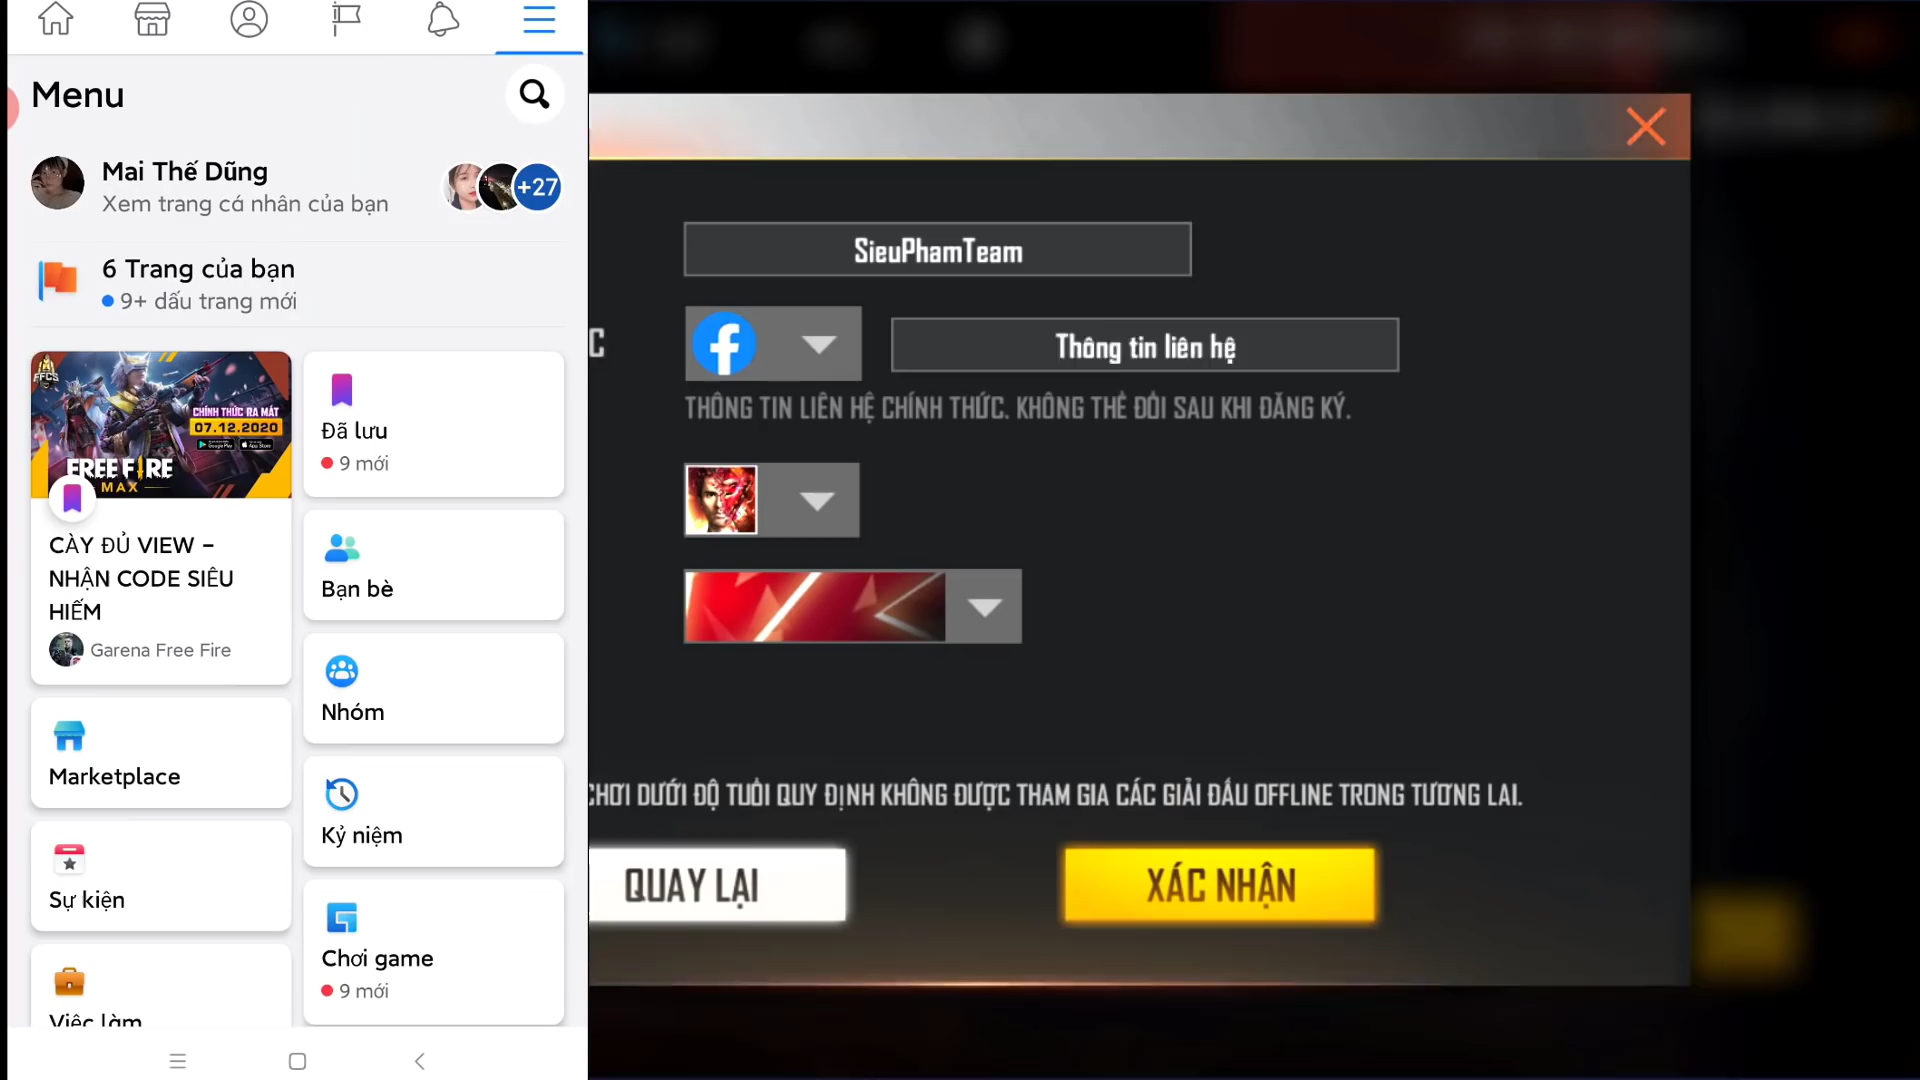 Menu
Mai Thế Dũng
Xem trang cá nhân của bạn
+27
6 Trang của bạn
9+ dấu trang mới
FFCS
CHÍNH THỨC RA MẮT
07.12.2020
Google Play
App Store
FREE FIRE
MAX
CÀY ĐỦ VIEW -
NHẬN CODE SIÊU
HIẾM
Garena Free Fire
Marketplace
Sự kiện
Việc làm
Đã lưu
9 mới
Bạn bè
Nhóm
Kỷ niệm
Chơi game
9 mới
SieuPhamTeam
C
Thông tin liên hệ
THÔNG TIN LIÊN HỆ CHÍNH THỨC. KHÔNG THỂ ĐỔI SAU KHI ĐĂNG KÝ.
CHƠI DƯỚI ĐỘ TUỔI QUY ĐỊNH KHÔNG ĐƯỢC THAM GIA CÁC GIẢI ĐẤU OFFLINE TRONG TƯƠNG LAI.
QUAY LẠI
XÁC NHẬN